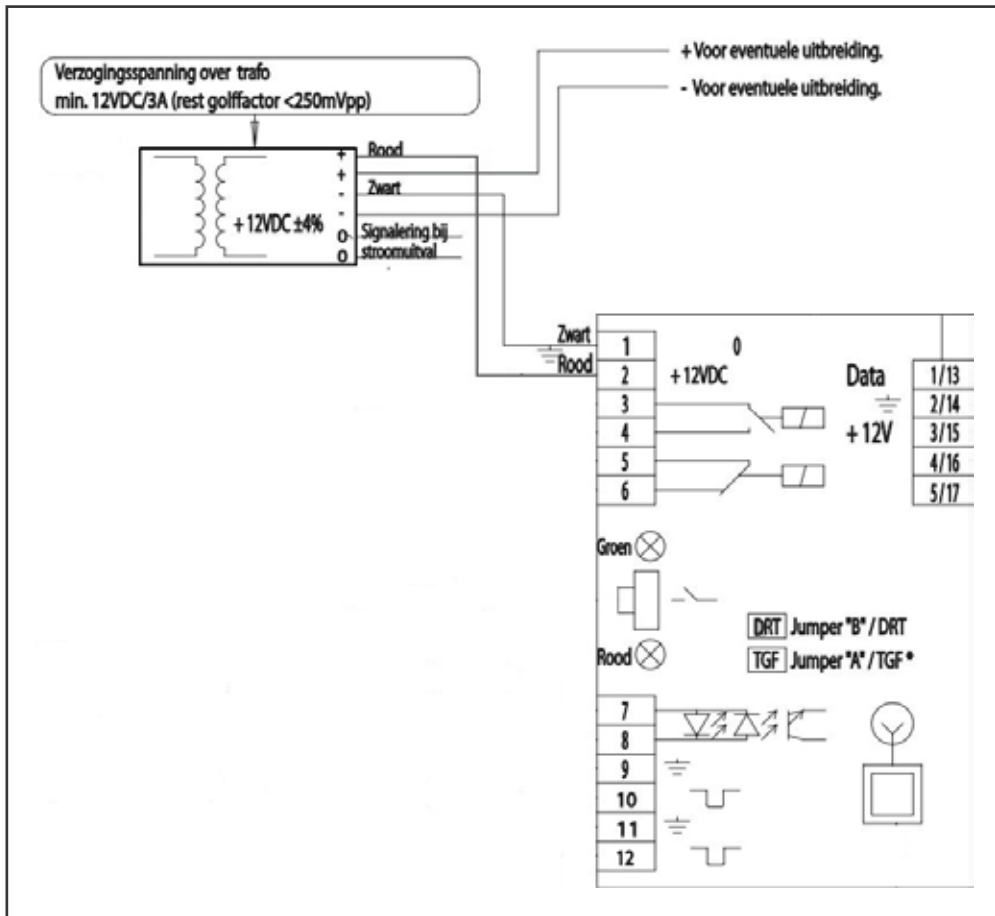 + Voor eventuele uitbreiding.
- Voor eventuele uitbreiding.
Verzogingsspanning over trafo
min. 12VDC/3A (rest golffactor <250mVpp)
+ Rood
+
- Zwart
-
+ 12VDC ±4%
O Signalering bij
O stroomuitval
Zwart
Rood
1 0
2 + 12VDC
3
4
5
6
Data 1/13
2/14
+ 12V 3/15
4/16
5/17
Groen
DRT Jumper "B" / DRT
Rood
TGF Jumper "A" / TGF *
7
8
9
10
11
12